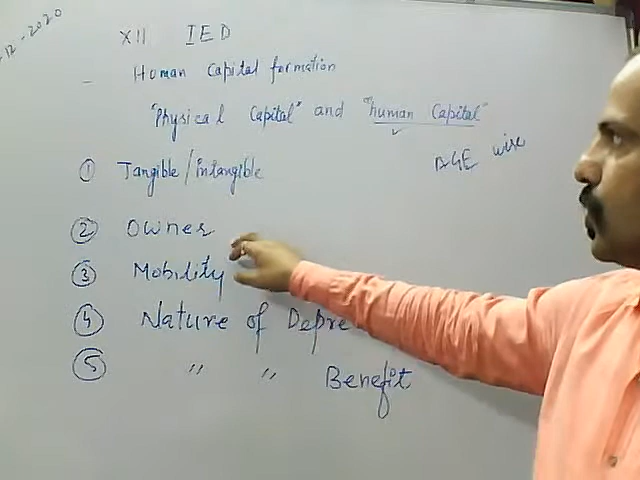 -12-2020
XII IED
– Human Capital formation
"Physical Capital" and "human Capital"
wise
① Tangible/intangible
② Owner
③ Mobility
④ Nature of Depre
⑤ " " Benefit